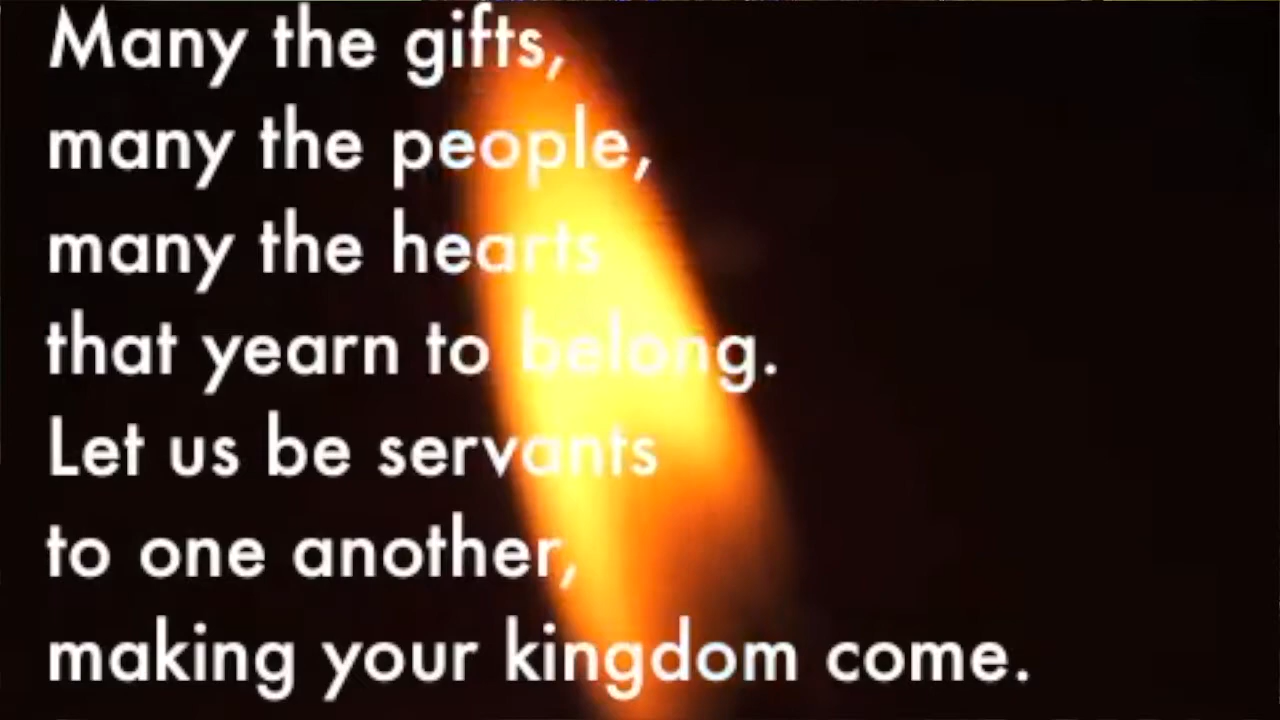 Many the gifts,
many the people,
many the hearts
that yearn to belong.
Let us be servants
to one another,
making your kingdom come.